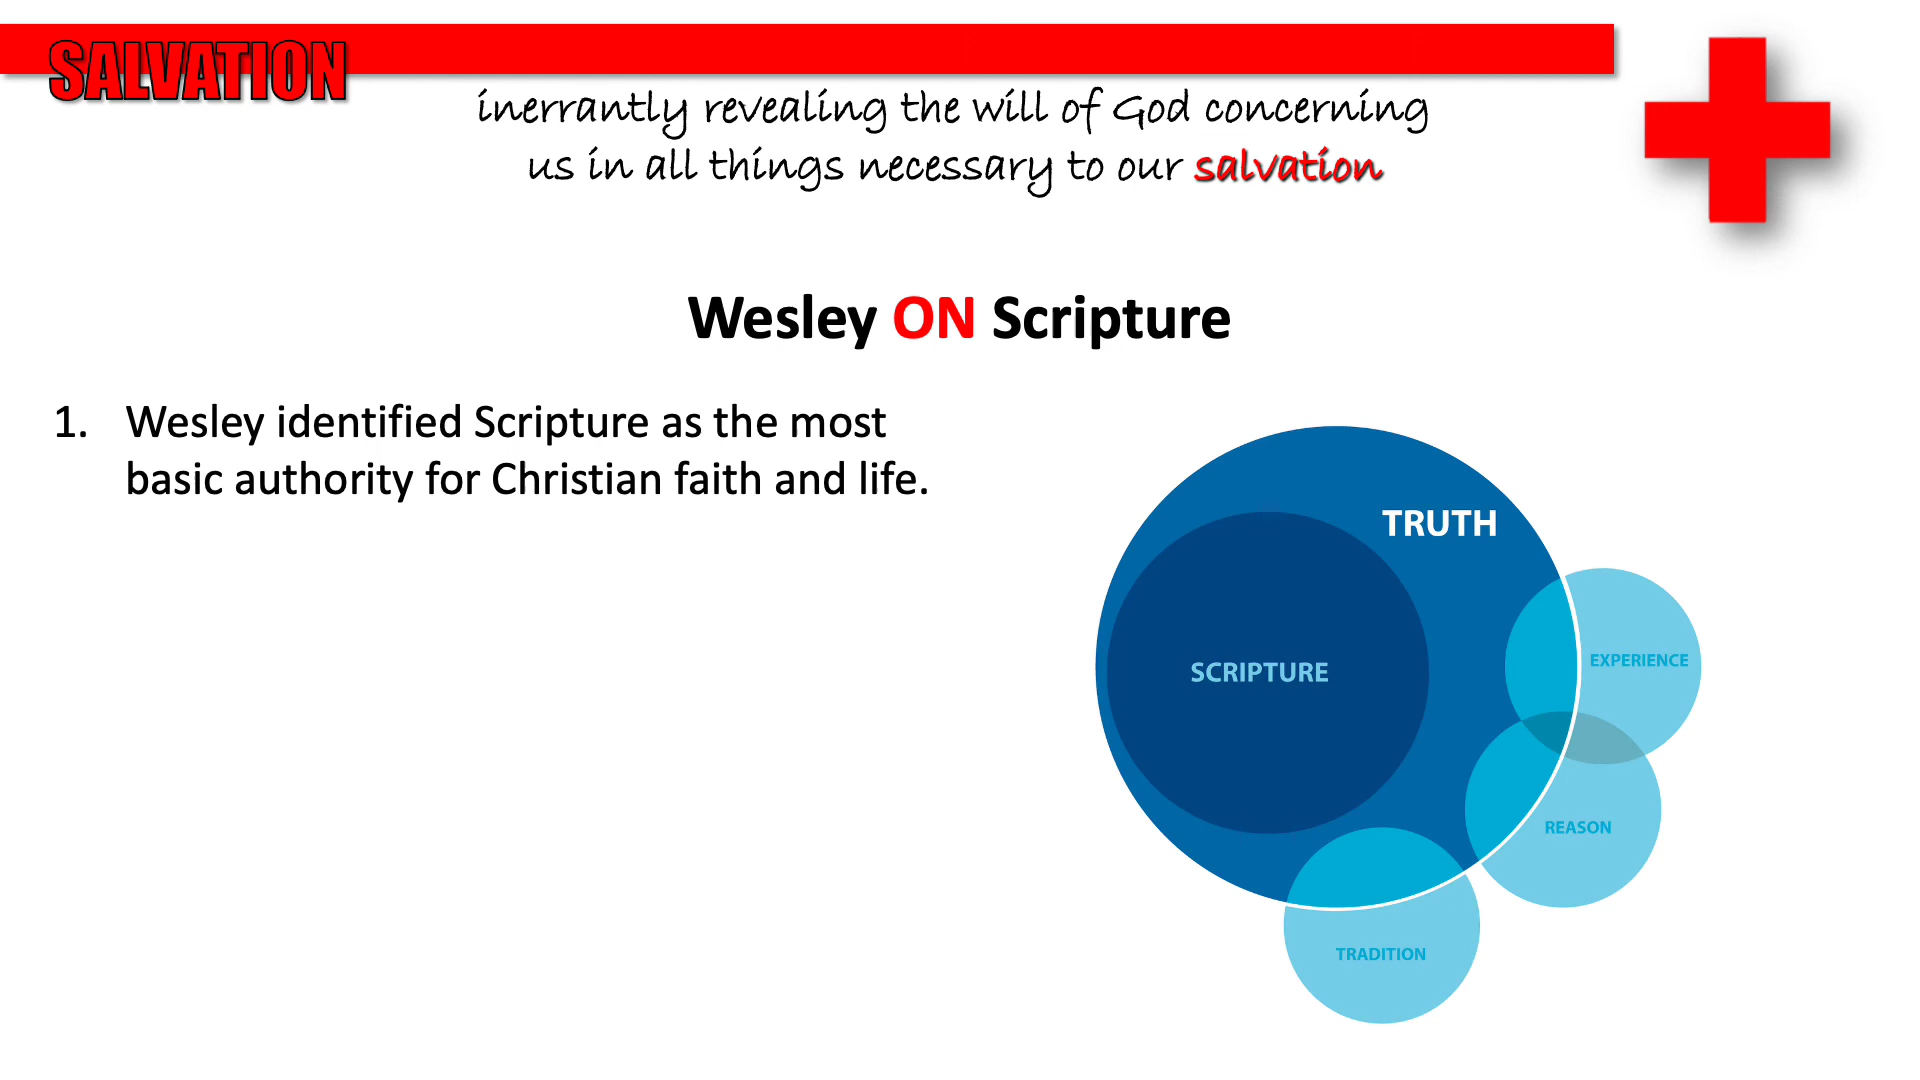 SALVATION
inerrantly revealing the will of God concerning
us in all things necessary to our salvation
Wesley ON Scripture
1. Wesley identified Scripture as the most
basic authority for Christian faith and life.
TRUTH
SCRIPTURE
EXPERIENCE
REASON
TRADITION